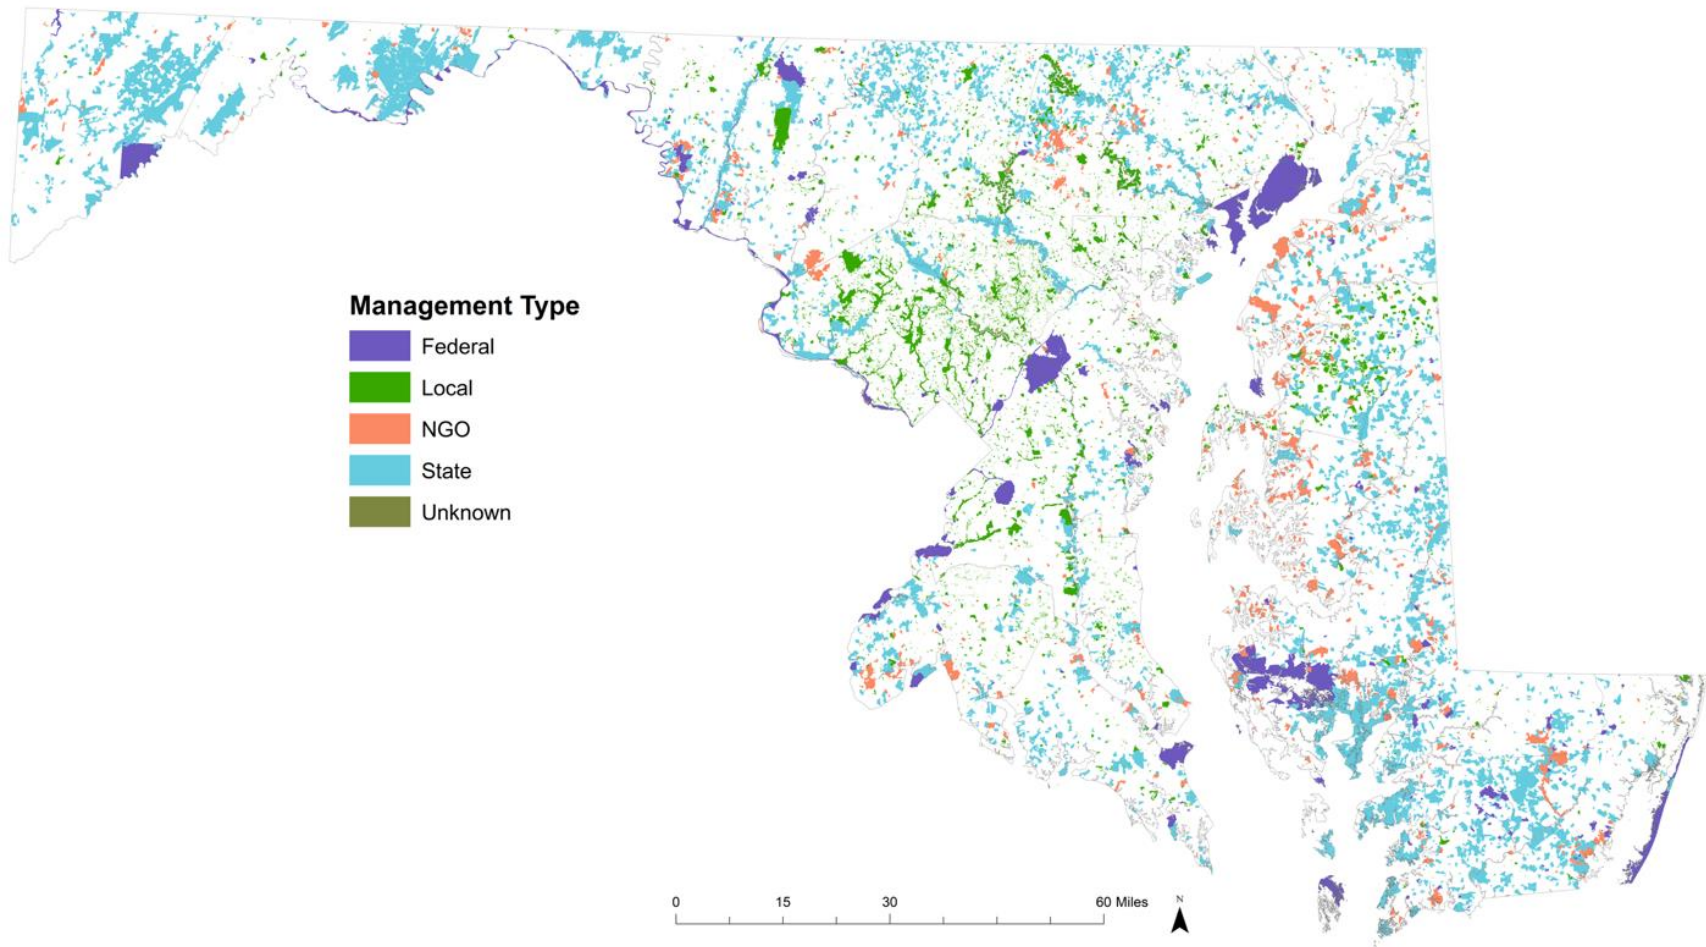 Management Type
Federal
Local
NGO
State
Unknown
0 15 30 60 Miles
N